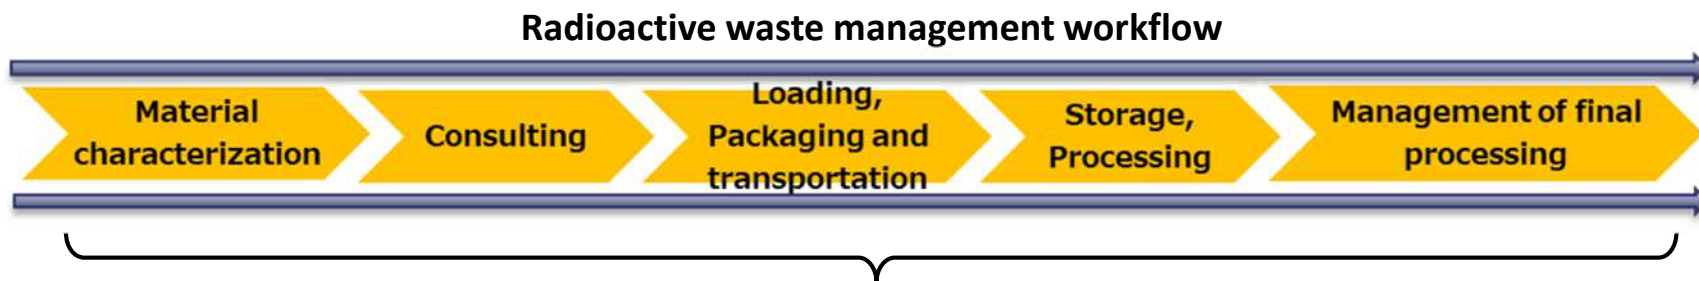 Radioactive waste management workflow
Material
characterization
Consulting
Loading,
Packaging and
transportation
Storage,
Processing
Management of final
processing